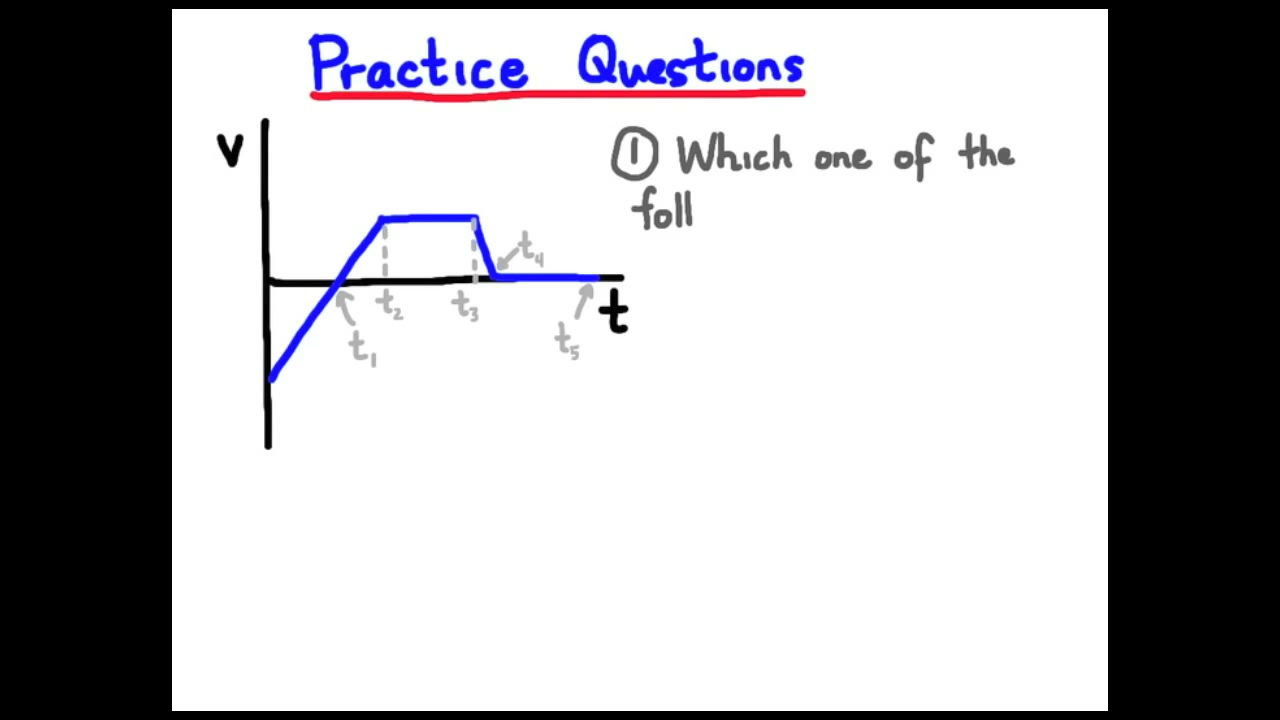 Practice Questions
v
① Which one of the
foll
t₄
t₂
t₃
t
t₁
t₅